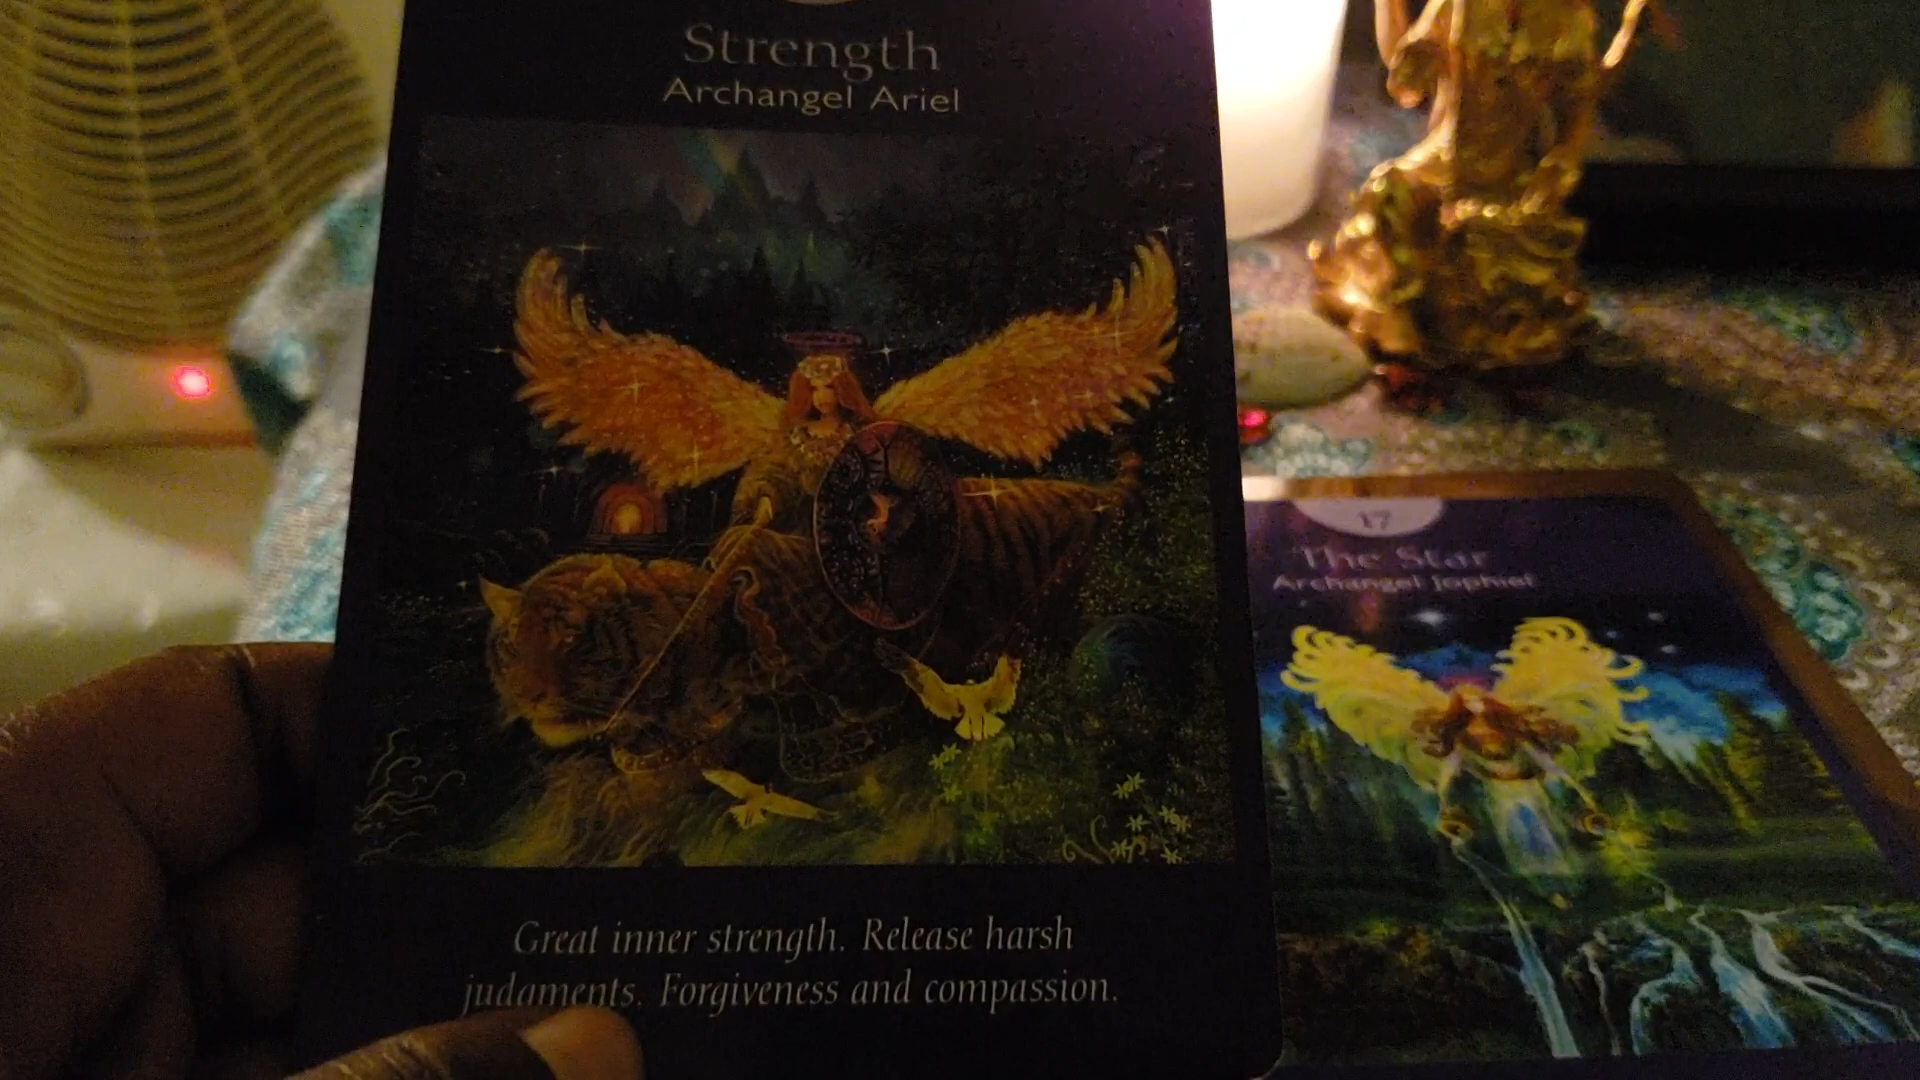 Strength
Archangel Ariel
Great inner strength. Release harsh
judgments. Forgiveness and compassion.
17
The Star
Archangel Jophiel